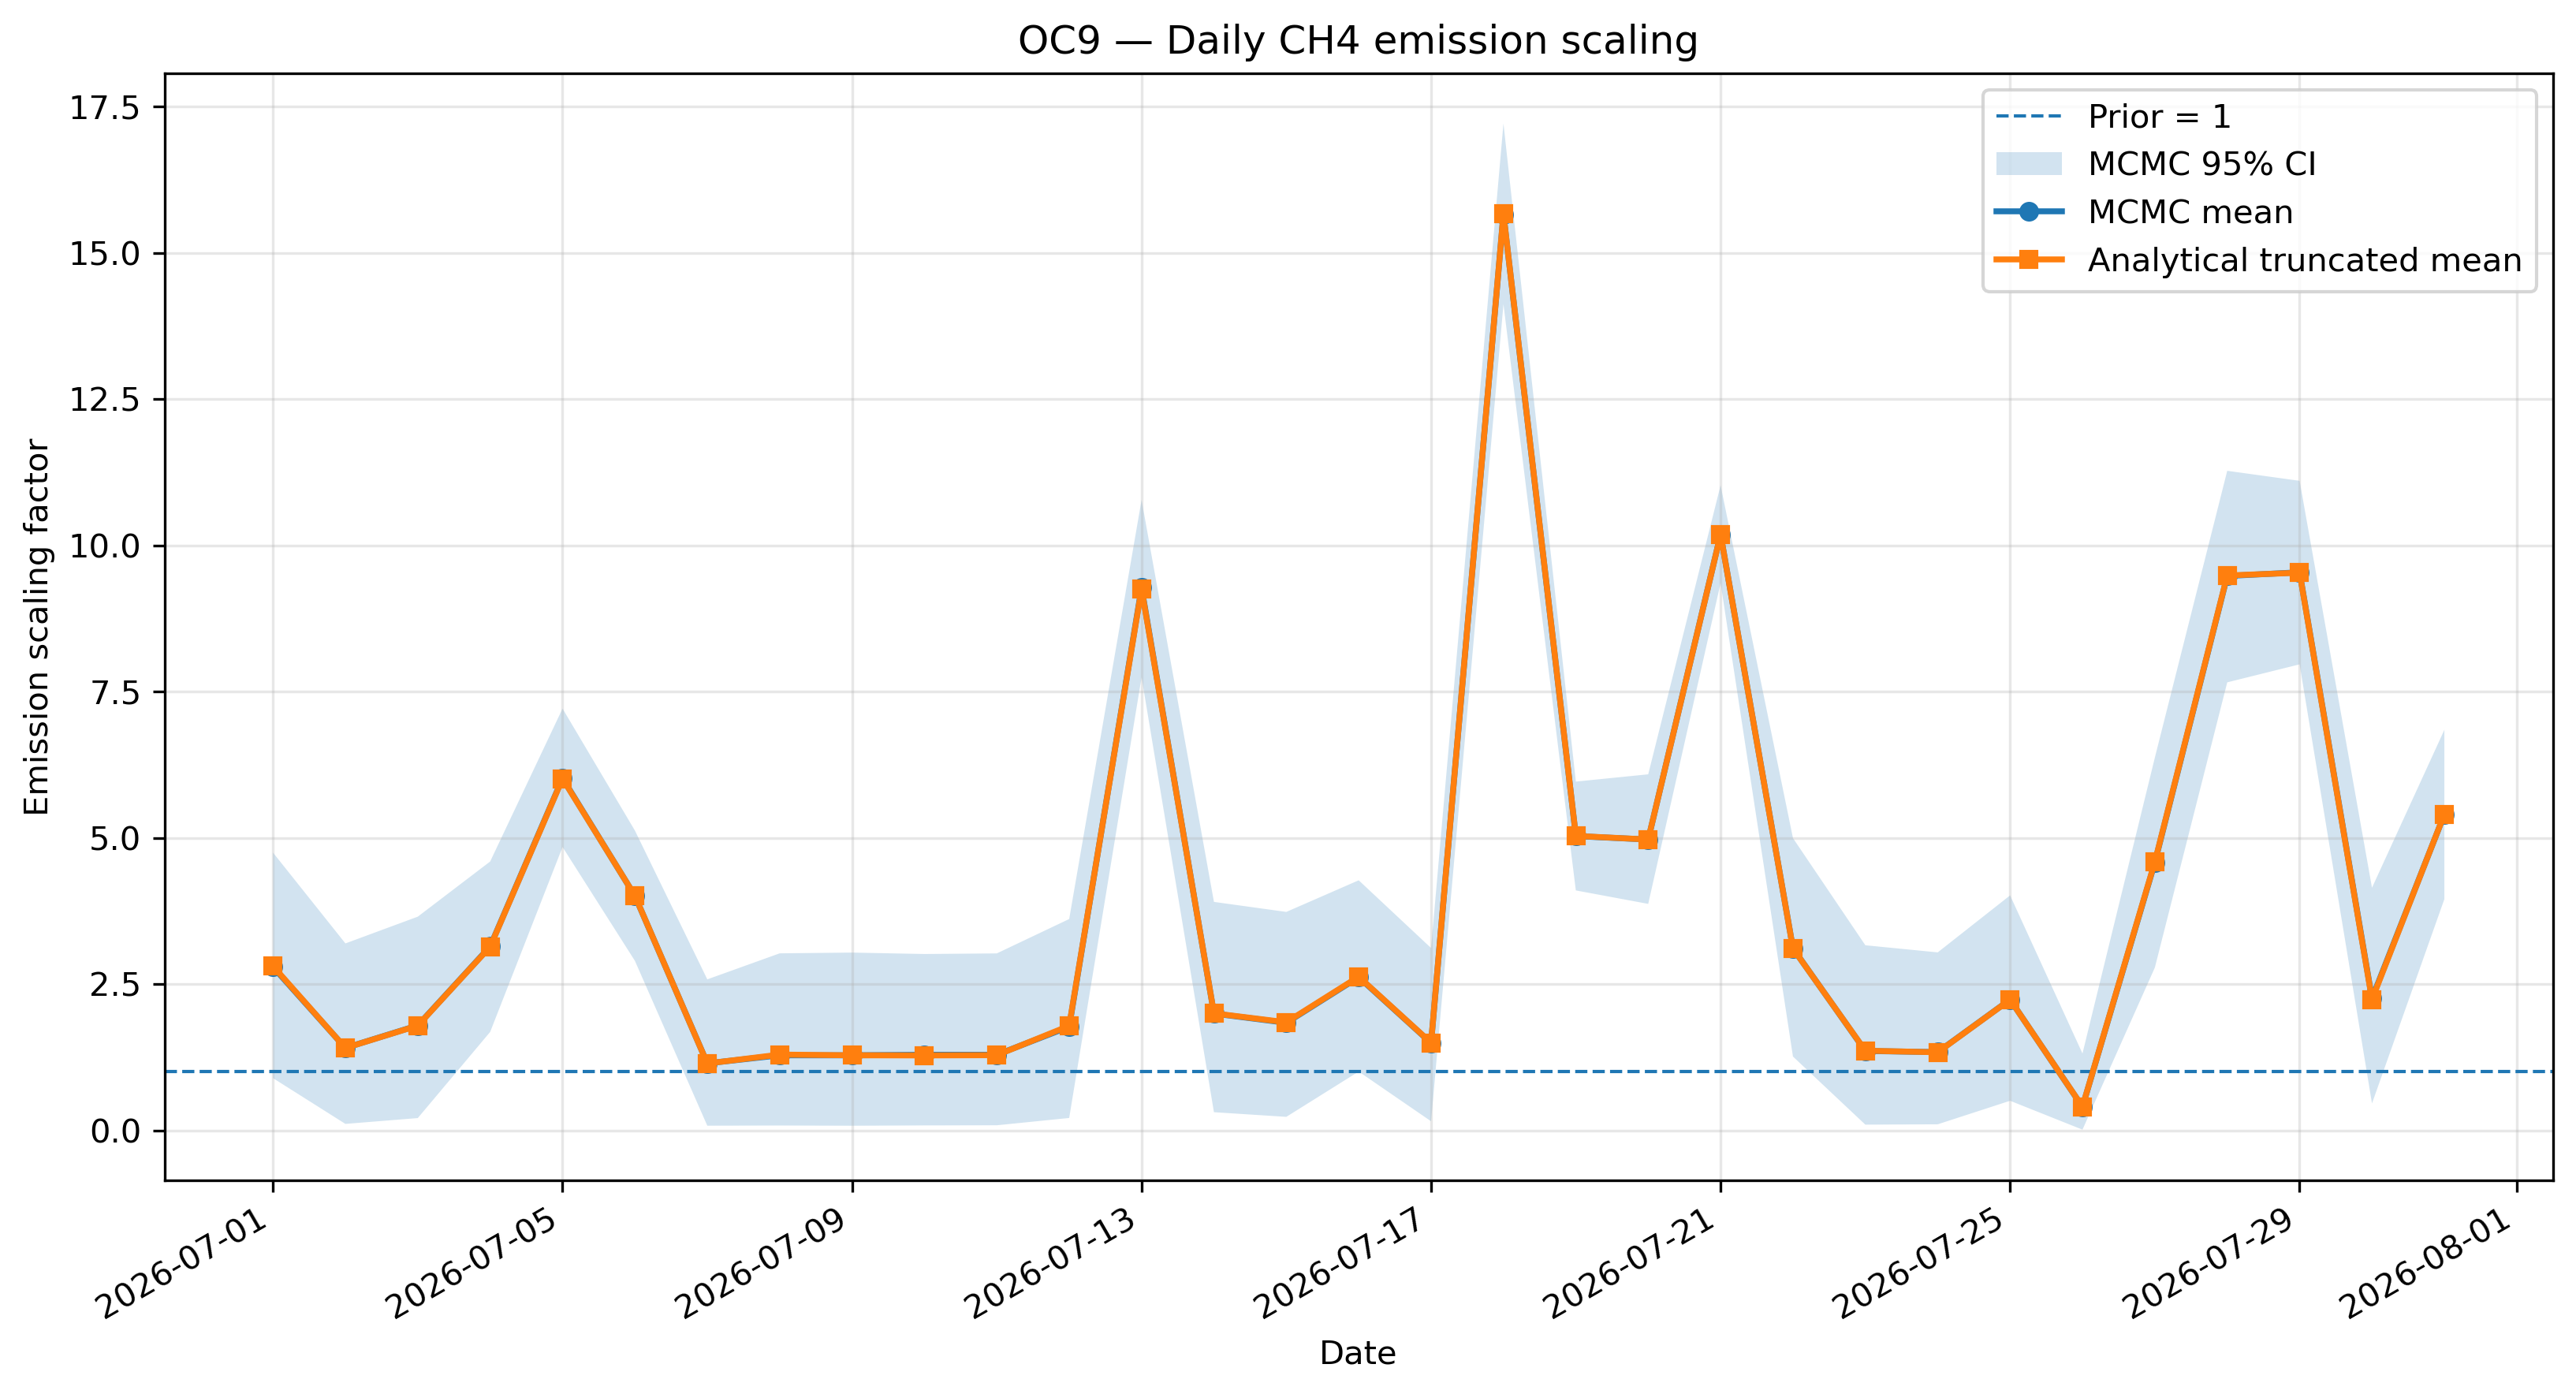 OC9 — Daily CH4 emission scaling
Prior = 1
MCMC 95% CI
MCMC mean
Analytical truncated mean
Emission scaling factor
17.5
15.0
12.5
10.0
7.5
5.0
2.5
0.0
2026-07-01
2026-07-05
2026-07-09
2026-07-13
2026-07-17
2026-07-21
2026-07-25
2026-07-29
2026-08-01
Date